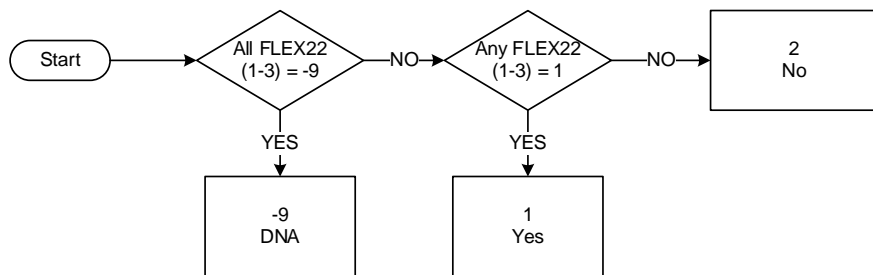 Start
All FLEX22
(1-3) = -9
NO
Any FLEX22
(1-3) = 1
NO
2
No
YES
YES
-9
DNA
1
Yes